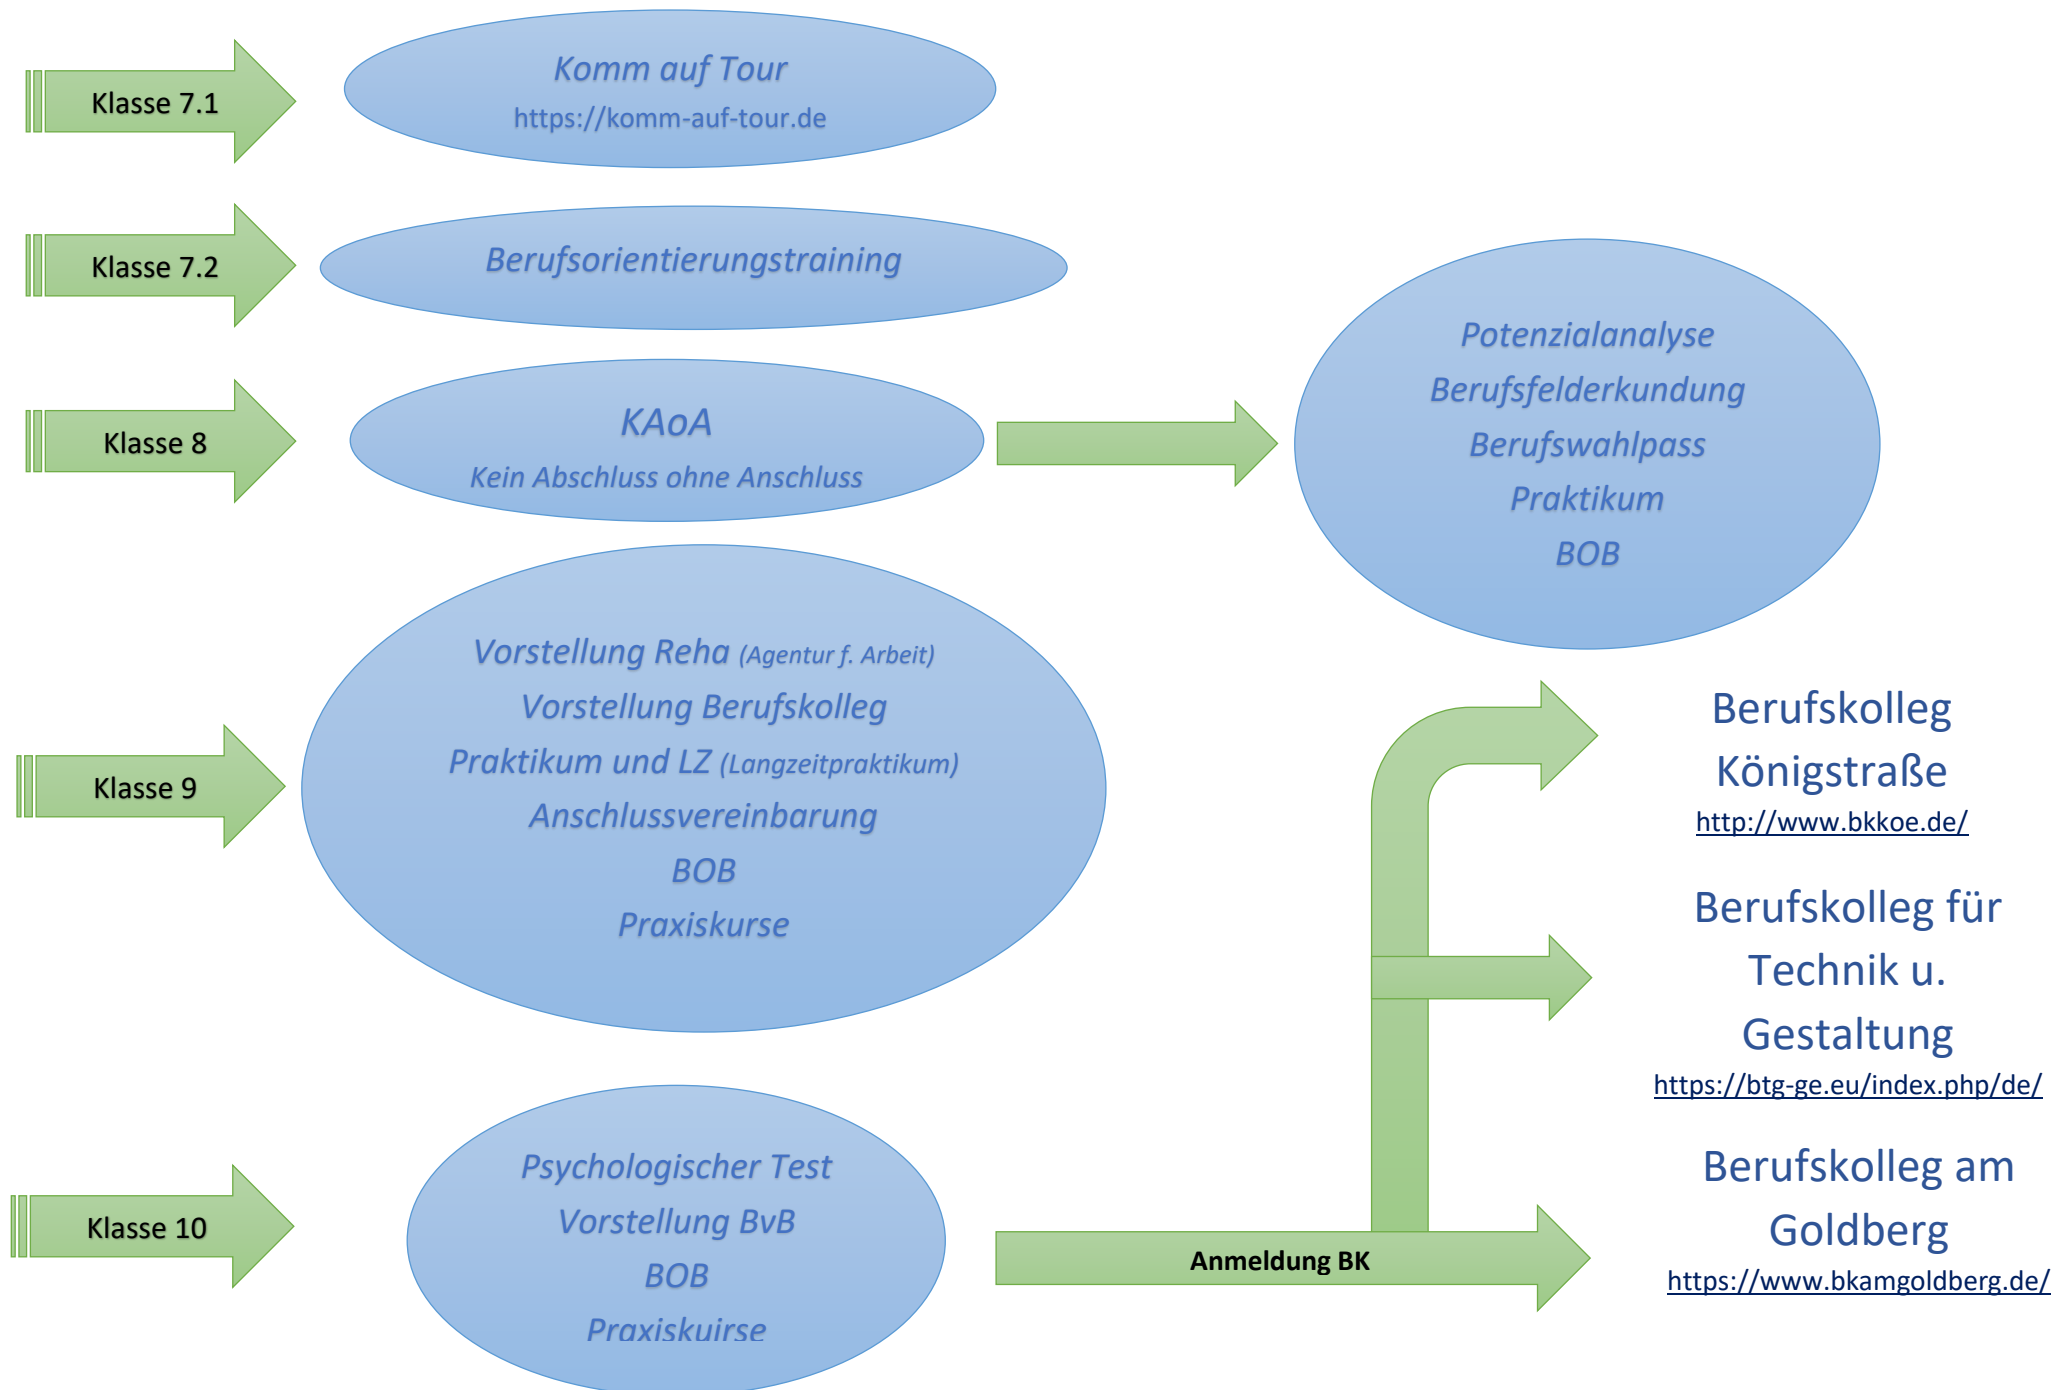 Klasse 7.1
Komm auf Tour
https://komm-auf-tour.de
Klasse 7.2
Berufsorientierungstraining
Klasse 8
KAoA
Kein Abschluss ohne Anschluss
Potenzialanalyse
Berufsfelderkundung
Berufswahlpass
Praktikum
BOB
Klasse 9
Vorstellung Reha (Agentur f. Arbeit)
Vorstellung Berufskolleg
Praktikum und LZ (Langzeitpraktikum)
Anschlussvereinbarung
BOB
Praxiskurse
Klasse 10
Psychologischer Test
Vorstellung BvB
BOB
Praxiskuirse
Anmeldung BK
Berufskolleg
Königstraße
http://www.bkkoe.de/
Berufskolleg für
Technik u.
Gestaltung
https://btg-ge.eu/index.php/de/
Berufskolleg am
Goldberg
https://www.bkamgoldberg.de/